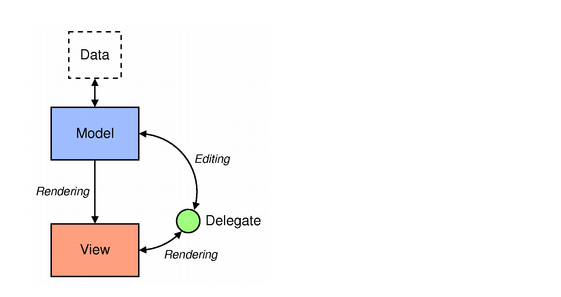 Data
Model
Editing
Rendering
Delegate
View
Rendering